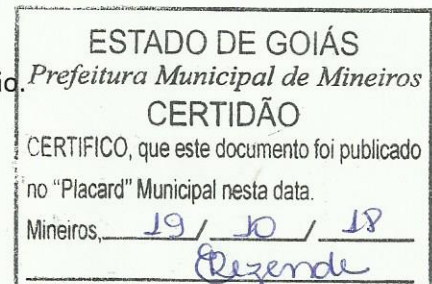 ESTADO DE GOIÁS
io. Prefeitura Municipal de Mineiros
CERTIDÃO
CERTIFICO, que este documento foi publicado
no "Placard" Municipal nesta data.
Mineiros, 19 / 10 / 18
Rezende